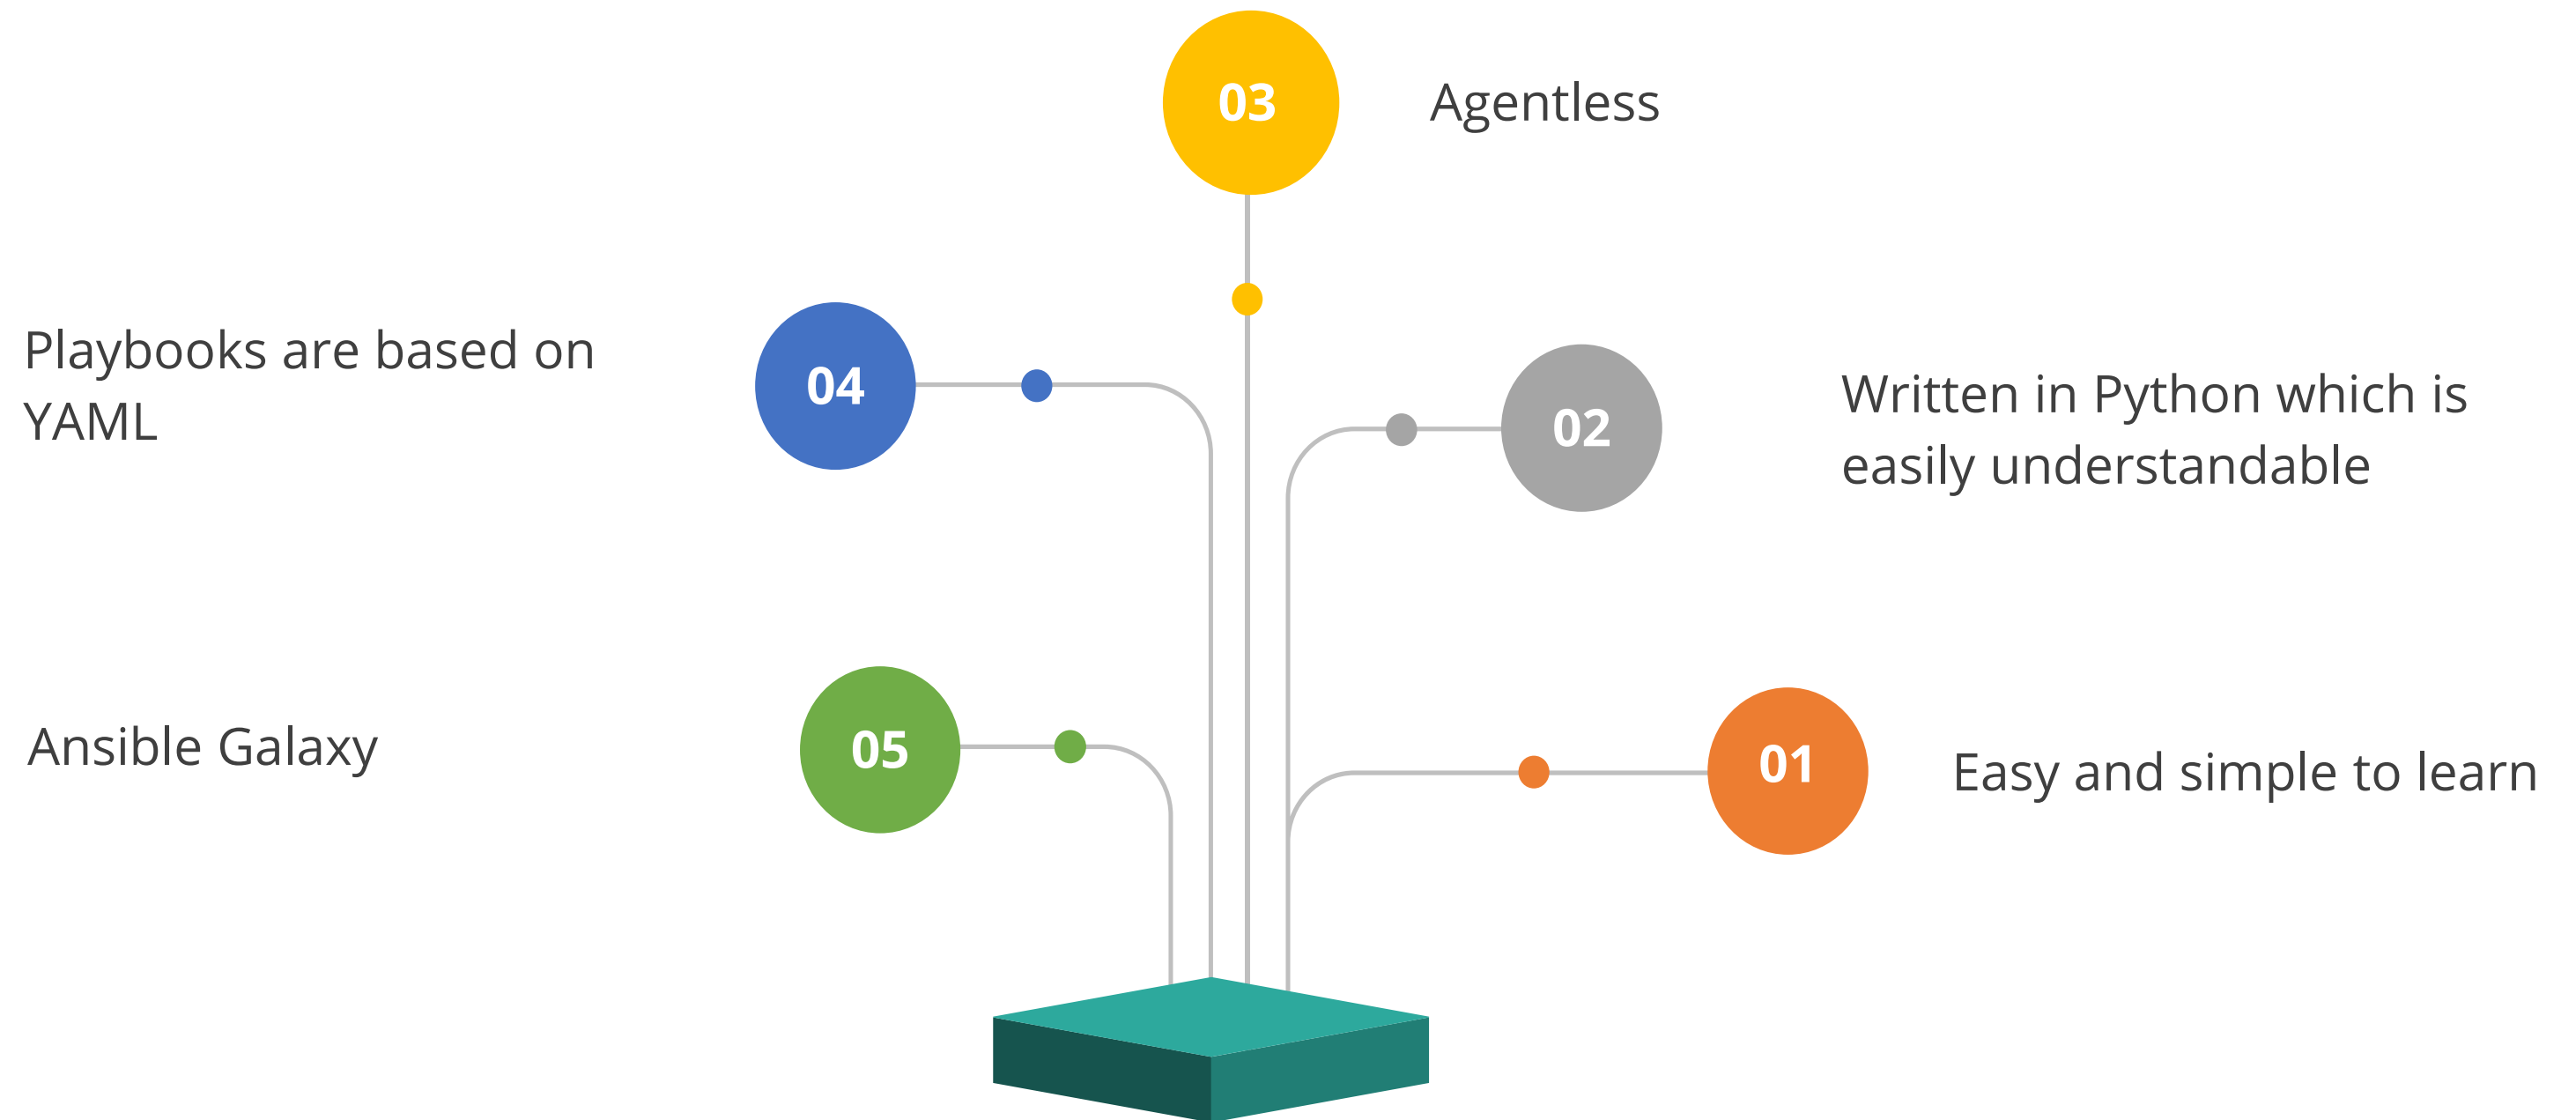 03
Agentless
Playbooks are based on
YAML
04
02
Written in Python which is
easily understandable
Ansible Galaxy
05
01
Easy and simple to learn